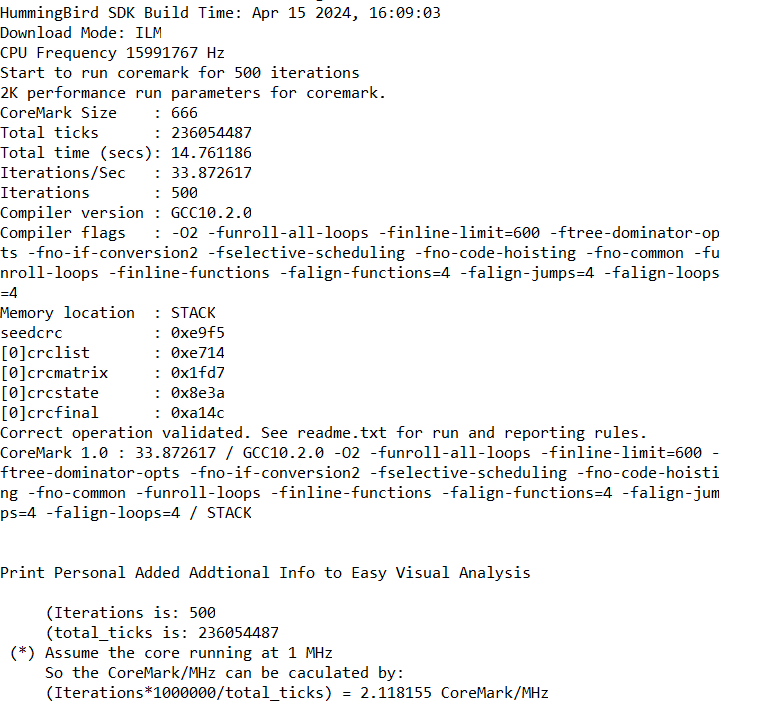 HummingBird SDK Build Time: Apr 15 2024, 16:09:03
Download Mode: ILM
CPU Frequency 15991767 Hz
Start to run coremark for 500 iterations
2K performance run parameters for coremark.
CoreMark Size    : 666
Total ticks      : 236054487
Total time (secs): 14.761186
Iterations/Sec   : 33.872617
Iterations       : 500
Compiler version : GCC10.2.0
Compiler flags   : -O2 -funroll-all-loops -finline-limit=600 -ftree-dominator-op
ts -fno-if-conversion2 -fselective-scheduling -fno-code-hoisting -fno-common -fu
nroll-loops -finline-functions -falign-functions=4 -falign-jumps=4 -falign-loops
=4
Memory location  : STACK
seedcrc          : 0xe9f5
[0]crclist       : 0xe714
[0]crcmatrix     : 0x1fd7
[0]crcstate      : 0x8e3a
[0]crcfinal      : 0xa14c
Correct operation validated. See readme.txt for run and reporting rules.
CoreMark 1.0 : 33.872617 / GCC10.2.0 -O2 -funroll-all-loops -finline-limit=600 -
ftree-dominator-opts -fno-if-conversion2 -fselective-scheduling -fno-code-hoisti
ng -fno-common -funroll-loops -finline-functions -falign-functions=4 -falign-jum
ps=4 -falign-loops=4 / STACK
Print Personal Added Addtional Info to Easy Visual Analysis
(Iterations is: 500
(total_ticks is: 236054487
(*) Assume the core running at 1 MHz
So the CoreMark/MHz can be caculated by:
(Iterations*1000000/total_ticks) = 2.118155 CoreMark/MHz